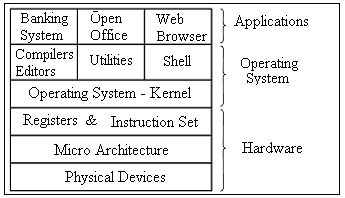 Banking System
Ōpen Office
Web Browser
Applications
Compilers Editors
Utilities
Shell
Operating System
Operating System - Kernel
Registers & Instruction Set
Micro Architecture
Hardware
Physical Devices